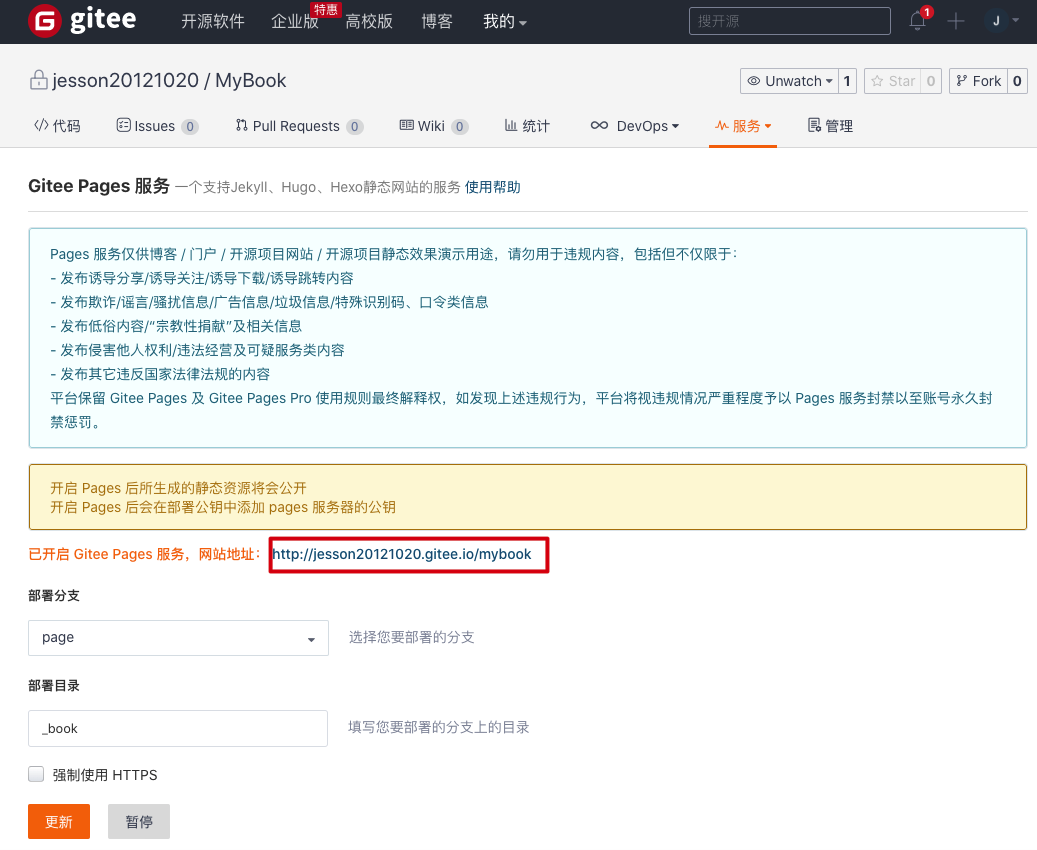 gitee 开源软件 企业版 特惠 高校版 博客 我的 搜开源 1 J
jesson20121020 / MyBook Unwatch 1 Star 0 Fork 0
代码 Issues 0 Pull Requests 0 Wiki 0 统计 DevOps 服务 管理
Gitee Pages 服务 一个支持Jekyll、Hugo、Hexo静态网站的服务 使用帮助
Pages 服务仅供博客 / 门户 / 开源项目网站 / 开源项目静态效果演示用途，请勿用于违规内容，包括但不仅限于：
- 发布诱导分享/诱导关注/诱导下载/诱导跳转内容
- 发布欺诈/谣言/骚扰信息/广告信息/垃圾信息/特殊识别码、口令类信息
- 发布低俗内容/“宗教性捐献”及相关信息
- 发布侵害他人权利/违法经营及可疑服务类内容
- 发布其它违反国家法律法规的内容
平台保留 Gitee Pages 及 Gitee Pages Pro 使用规则最终解释权，如发现上述违规行为，平台将视违规情况严重程度予以 Pages 服务封禁以至账号永久封
禁惩罚。
开启 Pages 后所生成的静态资源将会公开
开启 Pages 后会在部署公钥中添加 pages 服务器的公钥
已开启 Gitee Pages 服务，网站地址： http://jesson20121020.gitee.io/mybook
部署分支
page 选择您要部署的分支
部署目录
_book 填写您要部署的分支上的目录
强制使用 HTTPS
更新 暂停